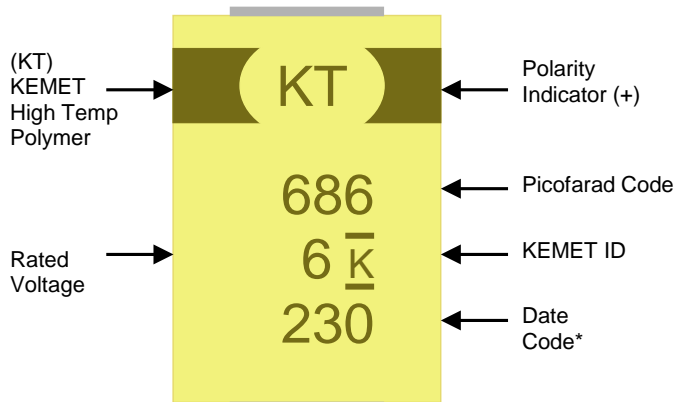 (KT)
KEMET
High Temp
Polymer
KT
Polarity
Indicator (+)
686
Picofarad Code
Rated
Voltage
6 K
KEMET ID
230
Date
Code*